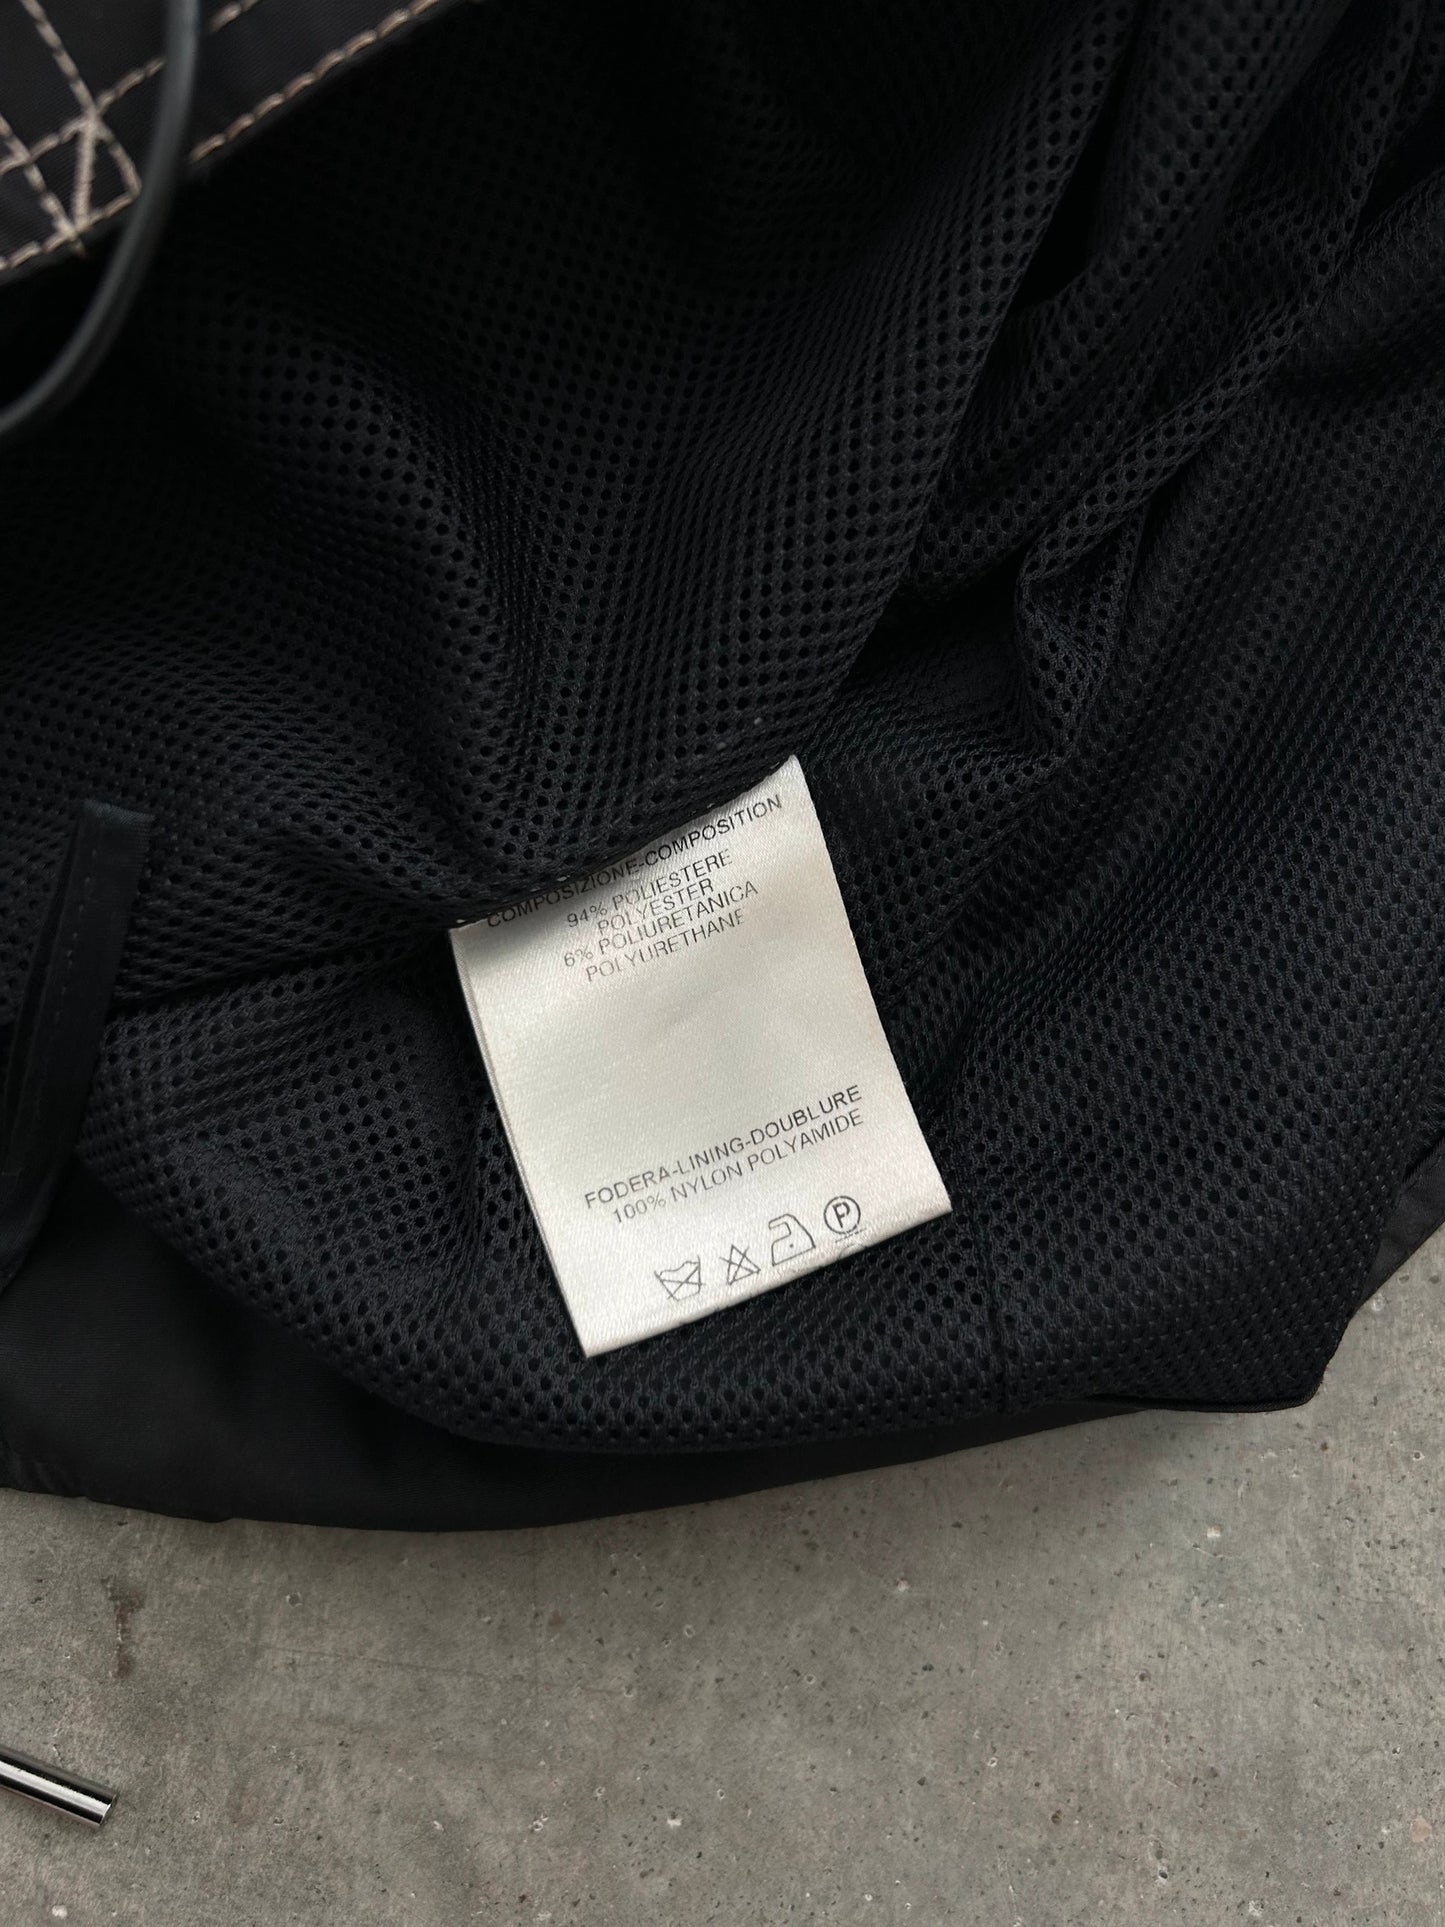 COMPOSIZIONE-COMPOSITION
94% POLIESTERE
POLYESTER
6% POLIURETANICA
POLYURETHANE
FODERA-LINING-DOUBLURE
100% NYLON POLYAMIDE
P